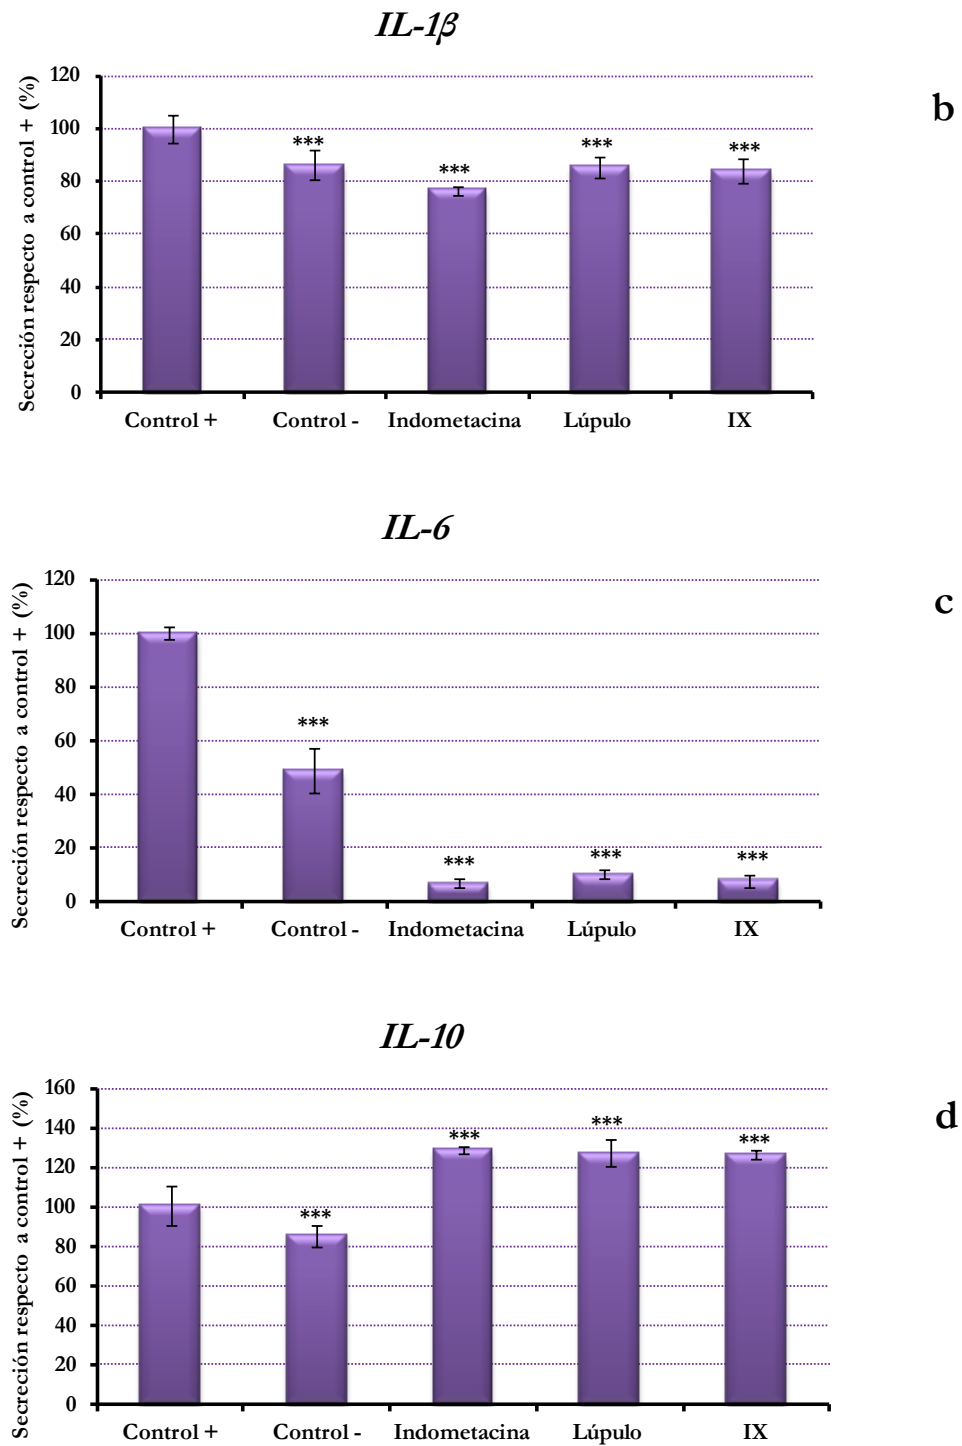 IL-1β
b
Secreción respecto a control + (%)
120
100
80
60
40
20
0
***
***
***
***
Control +
Control -
Indometacina
Lúpulo
IX
IL-6
c
Secreción respecto a control + (%)
120
100
80
60
40
20
0
***
***
***
***
Control +
Control -
Indometacina
Lúpulo
IX
IL-10
d
Secreción respecto a control + (%)
160
140
120
100
80
60
40
20
0
***
***
***
***
Control +
Control -
Indometacina
Lúpulo
IX